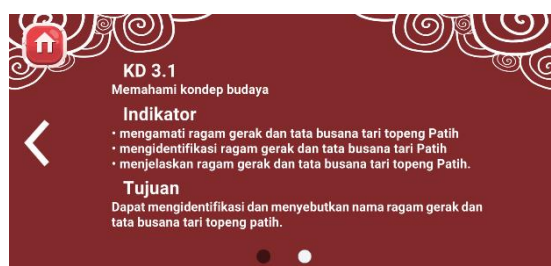 KD 3.1
Memahami kondep budaya
Indikator
• mengamati ragam gerak dan tata busana tari topeng Patih
• mengidentifikasi ragam gerak dan tata busana tari Patih
• menjelaskan ragam gerak dan tata busana tari topeng Patih.
Tujuan
Dapat mengidentifikasi dan menyebutkan nama ragam gerak dan
tata busana tari topeng patih.